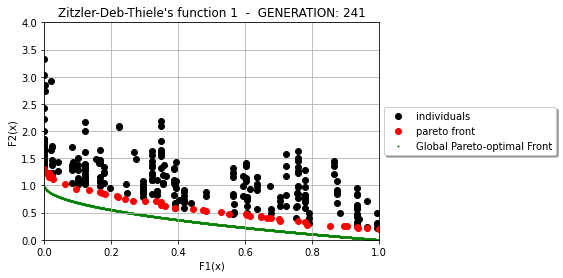 Zitzler-Deb-Thiele's function 1 - GENERATION: 241
4.0
3.5
3.0
2.5
2.0
1.5
1.0
0.5
0.0
F2(x)
0.0 0.2 0.4 0.6 0.8 1.0
F1(x)
individuals
pareto front
Global Pareto-optimal Front